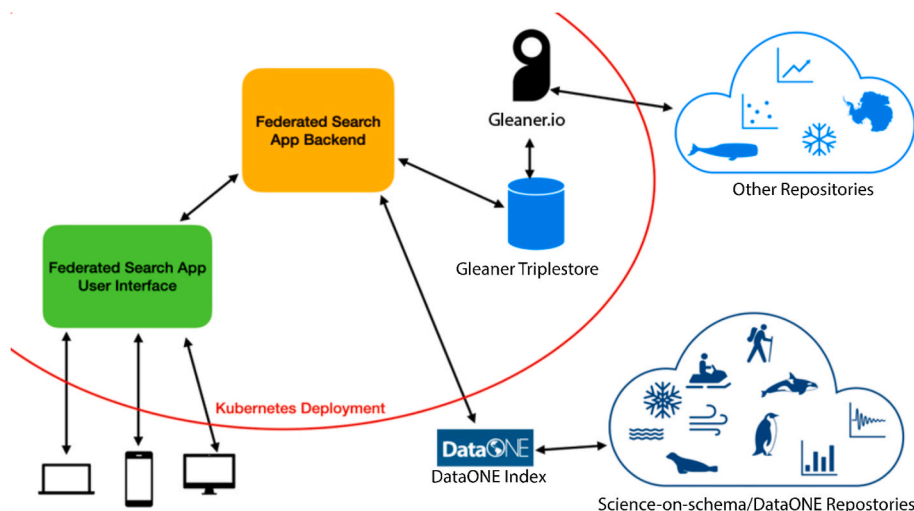 Federated Search
App Backend
Gleaner.io
Other Repositories
Gleaner Triplestore
Federated Search App
User Interface
Kubernetes Deployment
DataONE
DataONE Index
Science-on-schema/DataONE Repostories